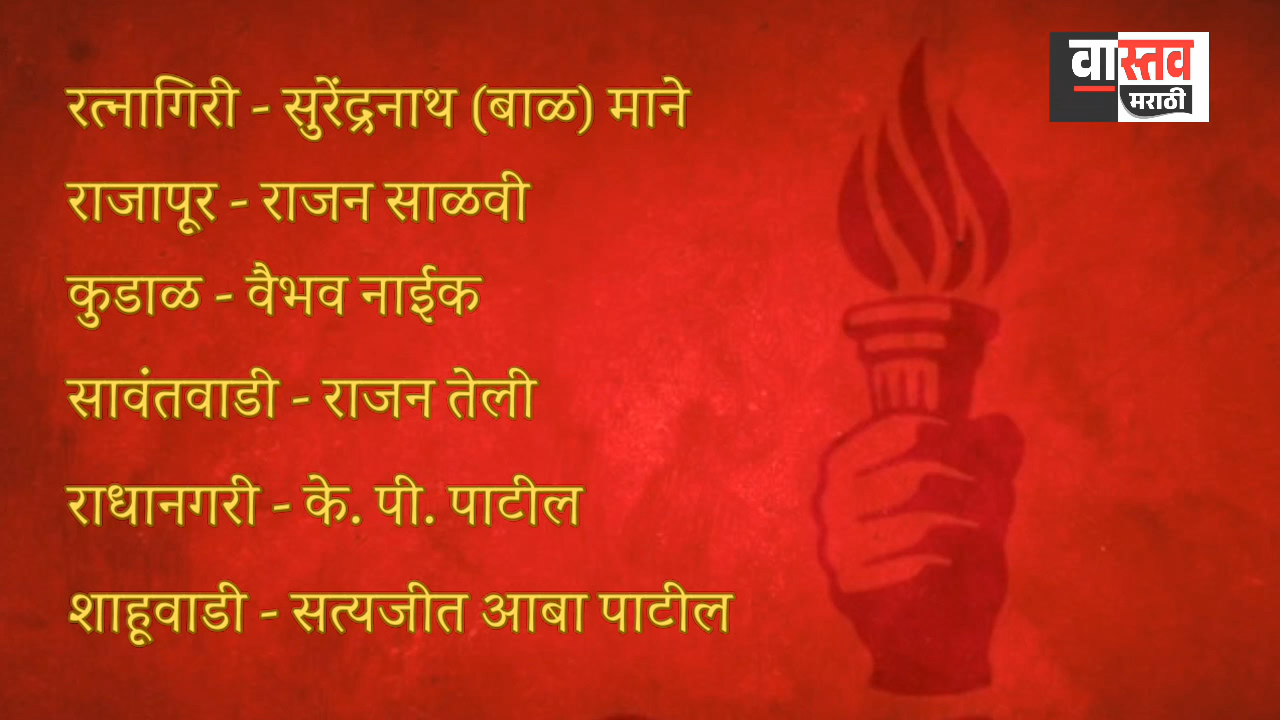 वास्तव
मराठी
रत्नागिरी - सुरेंद्रनाथ (बाळ) माने
राजापूर - राजन साळवी
कुडाळ - वैभव नाईक
सावंतवाडी - राजन तेली
राधानगरी - के. पी. पाटील
शाहूवाडी - सत्यजीत आबा पाटील